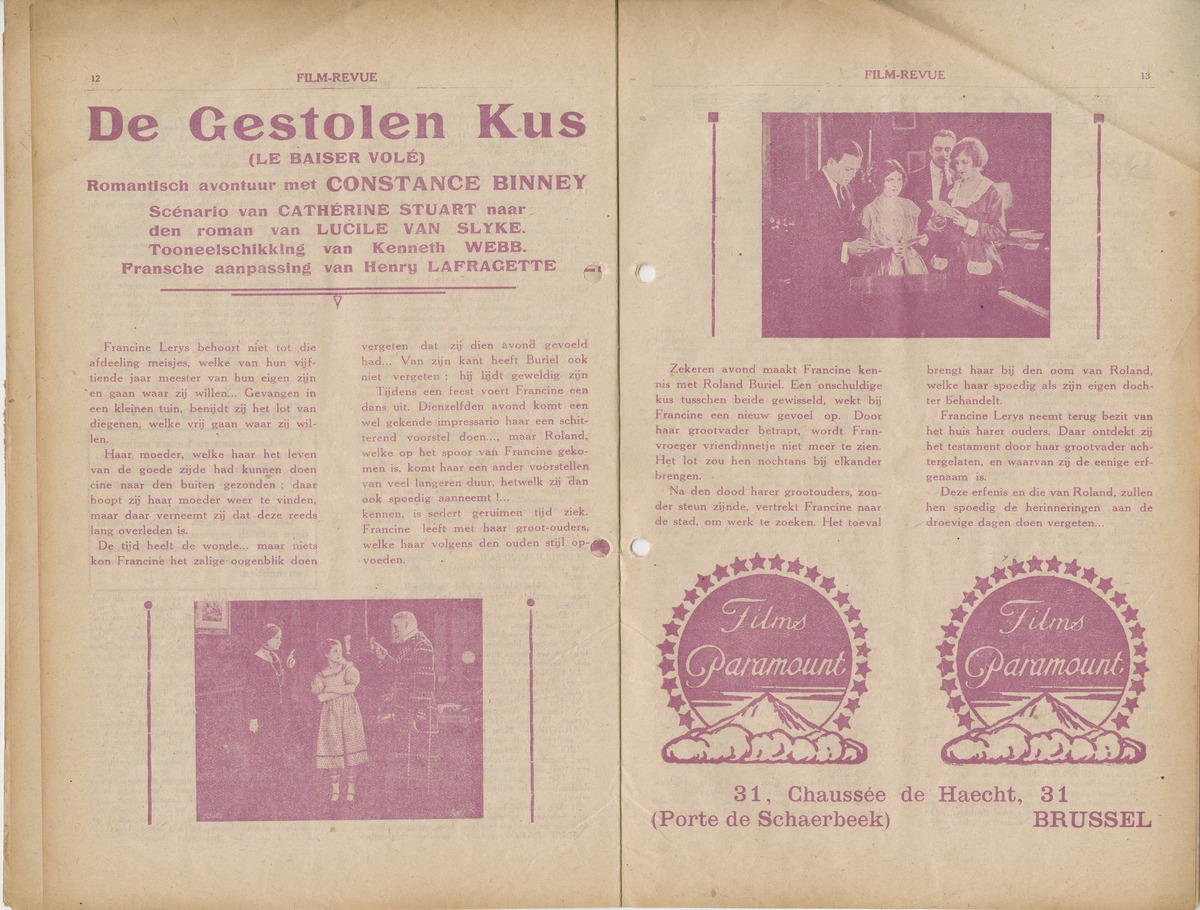 12
FILM-REVUE
De Gestolen Kus
(LE BAISER VOLÉ)
Romantisch avontuur met CONSTANCE BINNEY
Scénario van CATHÉRINE STUART naar
den roman van LUCILE VAN SLYKE.
Tooneelschikking van Kenneth WEBB.
Fransche aanpassing van Henry LAFRAGETTE
Francine Lerys behoort niet tot die
afdeeling meisjes, welke van hun vijf-
tiende jaar meester van hun eigen zijn
en gaan waar zij willen... Gevangen in
een kleinen tuin, benijdt zij het lot van
diegenen, welke vrij gaan waar zij wil-
len.
Haar moeder, welke haar het leven
van de goede zijde had kunnen doen
cine naar den buiten gezonden ; daar
hoopt zij haar moeder weer te vinden,
maar daar verneemt zij dat deze reeds
lang overleden is.
De tijd heelt de wonde... maar niets
kon Francine het zalige oogenblik doen
vergeten dat zij dien avond gevoeld
had... Van zijn kant heeft Buriel ook
niet vergeten ; hij lijdt geweldig zijn
Tijdens een feest voert Francine een
dans uit. Dienzelfden avond komt een
wel gekende impressario haar een schit-
terend voorstel doen..., maar Roland,
welke op het spoor van Francine geko-
men is, komt haar een ander voorstellen
van veel langeren duur, hetwelk zij dan
ook spoedig aanneemt !...
kennen, is sedert geruimen tijd ziek.
Francine leeft met haar groot-ouders,
welke haar volgens den ouden stijl op-
voeden.
FILM-REVUE
13
Zekeren avond maakt Francine ken-
nis met Roland Buriel. Een onschuldige
kus tusschen beide gewisseld, wekt bij
Francine een nieuw gevoel op. Door
haar grootvader betrapt, wordt Fran-
vroeger vriendinnetje niet meer te zien.
Het lot zou hen nochtans bij elkander
brengen.
Na den dood harer grootouders, zon-
der steun zijnde, vertrekt Francine naar
de stad, om werk te zoeken. Het toeval
brengt haar bij den oom van Roland,
welke haar spoedig als zijn eigen doch-
ter behandelt.
Francine Lerys neemt terug bezit van
het huis harer ouders. Daar ontdekt zij
het testament door haar grootvader ach-
tergelaten, en waarvan zij de eenige erf-
genaam is.
Deze erfenis en die van Roland, zullen
hen spoedig de herinneringen aan de
droevige dagen doen vergeten...
Films
Paramount
Films
Paramount
31, Chaussée de Haecht, 31
(Porte de Schaerbeek) BRUSSEL